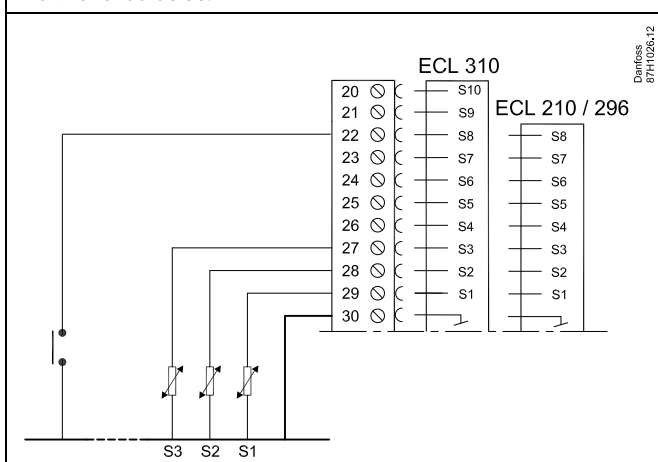 Danfoss
87H1026.12
ECL 310
ECL 210 / 296
20 S10
21 S9
22 S8 S8
23 S7 S7
24 S6 S6
25 S5 S5
26 S4 S4
27 S3 S3
28 S2 S2
29 S1 S1
30
S3 S2 S1